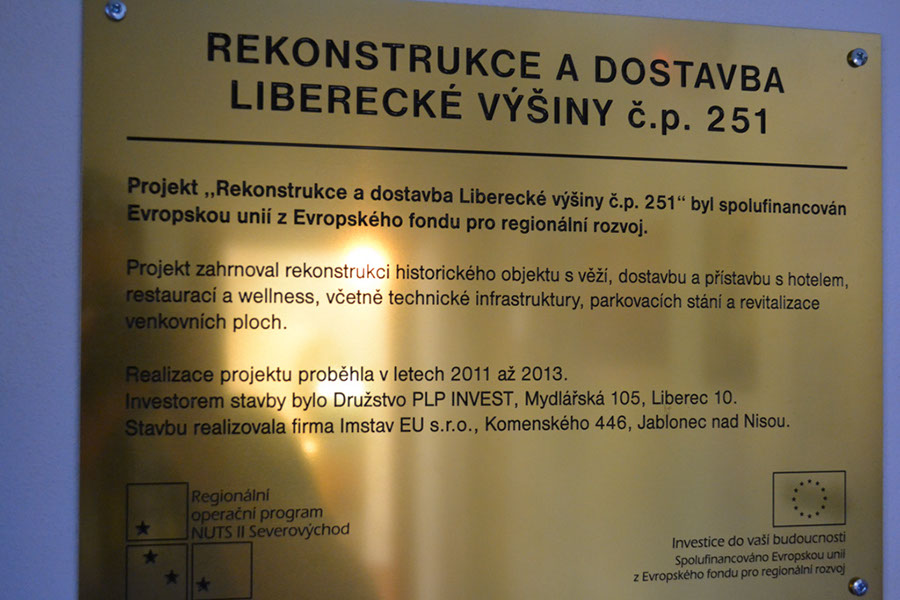 REKONSTRUKCE A DOSTAVBA
LIBERECKÉ VÝŠINY č.p. 251
Projekt ,,Rekonstrukce a dostavba Liberecké výšiny č.p. 251“ byl spolufinancován
Evropskou unií z Evropského fondu pro regionální rozvoj.
Projekt zahrnoval rekonstrukci historického objektu s věží, dostavbu a přístavbu s hotelem,
restaurací a wellness, včetně technické infrastruktury, parkovacích stání a revitalizace
venkovních ploch.
Realizace projektu proběhla v letech 2011 až 2013.
Investorem stavby bylo Družstvo PLP INVEST, Mydlářská 105, Liberec 10.
Stavbu realizovala firma Imstav EU s.r.o., Komenského 446, Jablonec nad Nisou.
Regionální
operační program
NUTS II Severovýchod
Investice do vaší budoucnosti
Spolufinancováno Evropskou unií
z Evropského fondu pro regionální rozvoj